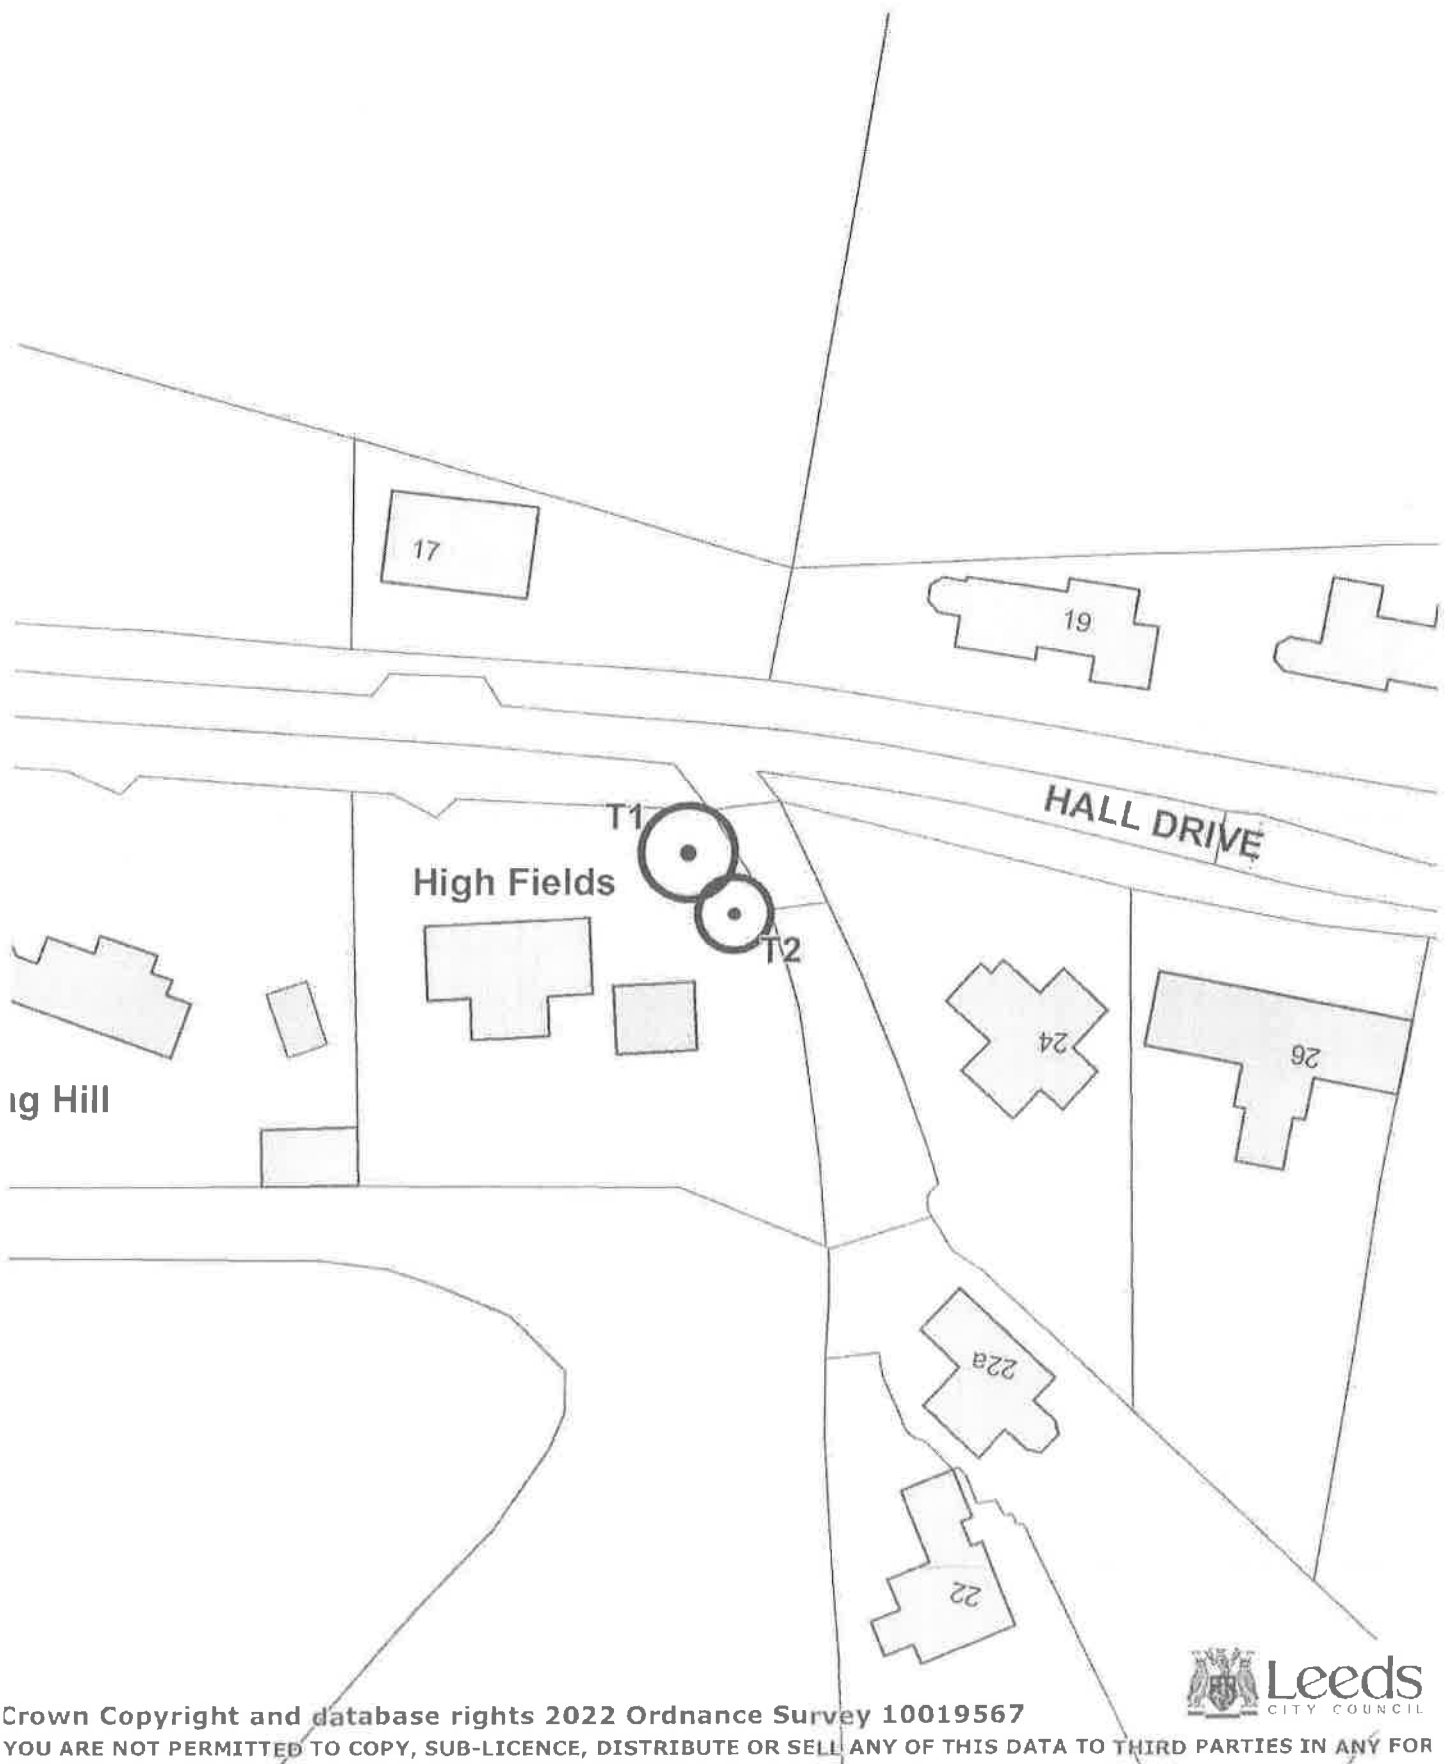 17
19
HALL DRIVE
T1
High Fields
T2
24
26
Hill
22a
22
Leeds
CITY COUNCIL
Crown Copyright and database rights 2022 Ordnance Survey 10019567
YOU ARE NOT PERMITTED TO COPY, SUB-LICENCE, DISTRIBUTE OR SELL ANY OF THIS DATA TO THIRD PARTIES IN ANY FOR